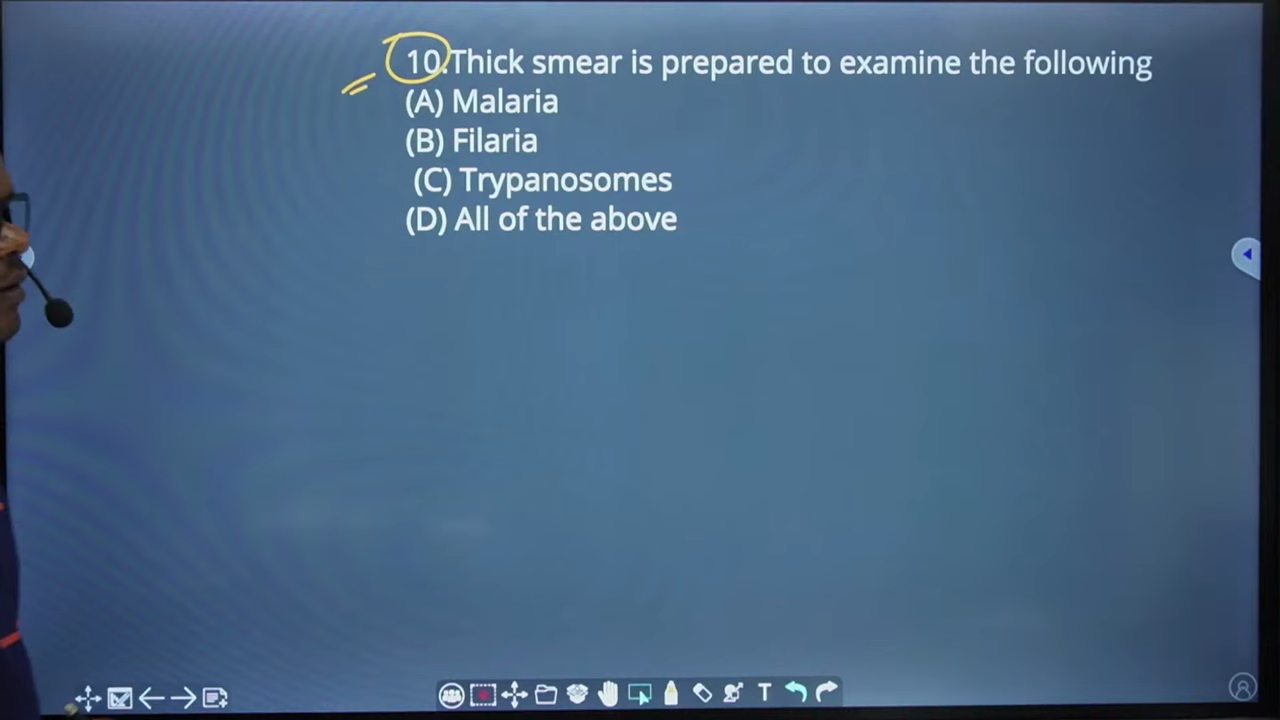 10.Thick smear is prepared to examine the following
(A) Malaria
(B) Filaria
(C) Trypanosomes
(D) All of the above
T